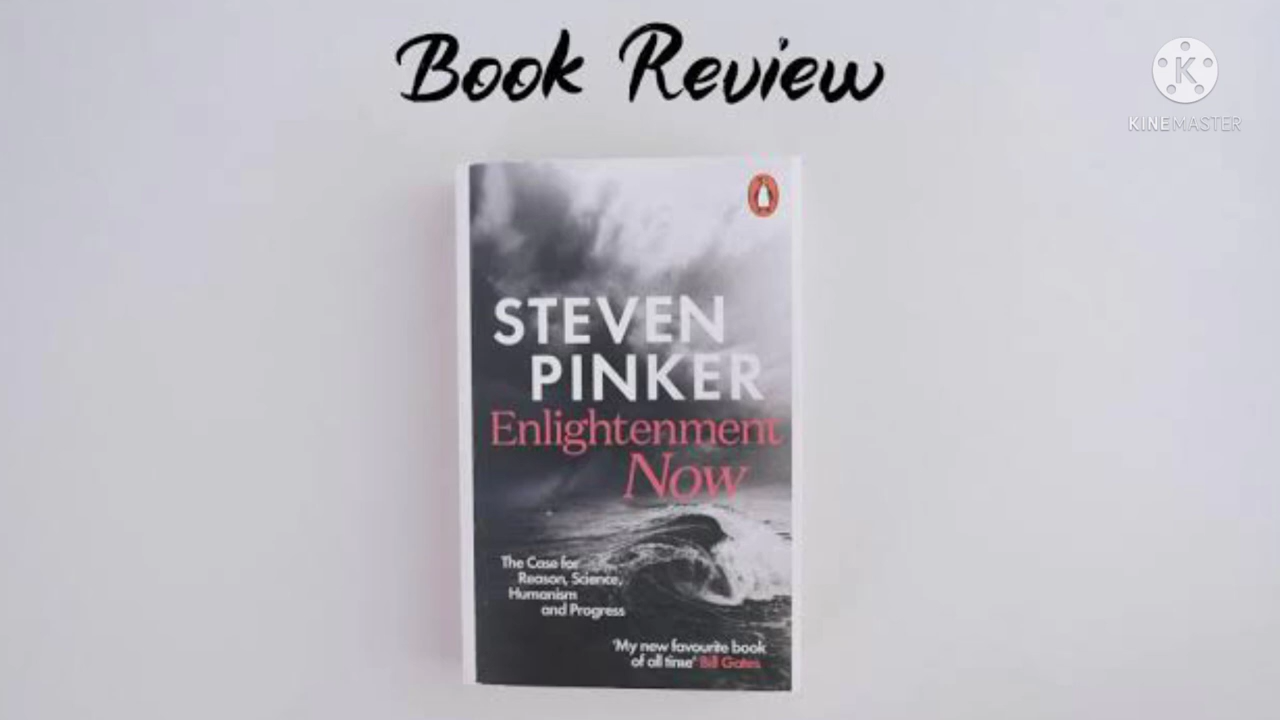 Book Review
K
KINEMASTER
STEVEN
PINKER
Enlightenment
Now
The Case for
Reason, Science,
Humanism
and Progress
'My new favourite book
of all time' Bill Gates